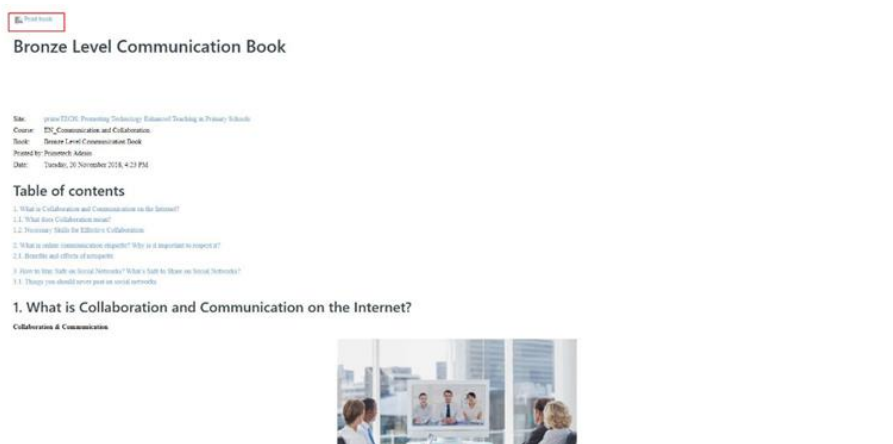 Print book
Bronze Level Communication Book
Site: primeTECH: Promoting Technology Enhanced Teaching in Primary Schools
Course: EN_Communication and Collaboration
Book: Bronze Level Communication Book
Printed by: Primetech Admin
Date: Tuesday, 20 November 2018, 4:23 PM
Table of contents
1. What is Collaboration and Communication on the Internet?
1.1. What does Collaboration mean?
1.2. Necessary Skills for Effective Collaboration
2. What is online communication etiquette? Why is it important to respect it?
2.1. Benefits and effects of netiquette
3. How to Stay Safe on Social Networks? What's Safe to Share on Social Networks?
3.1. Things you should never post on social networks
1. What is Collaboration and Communication on the Internet?
Collaboration & Communication